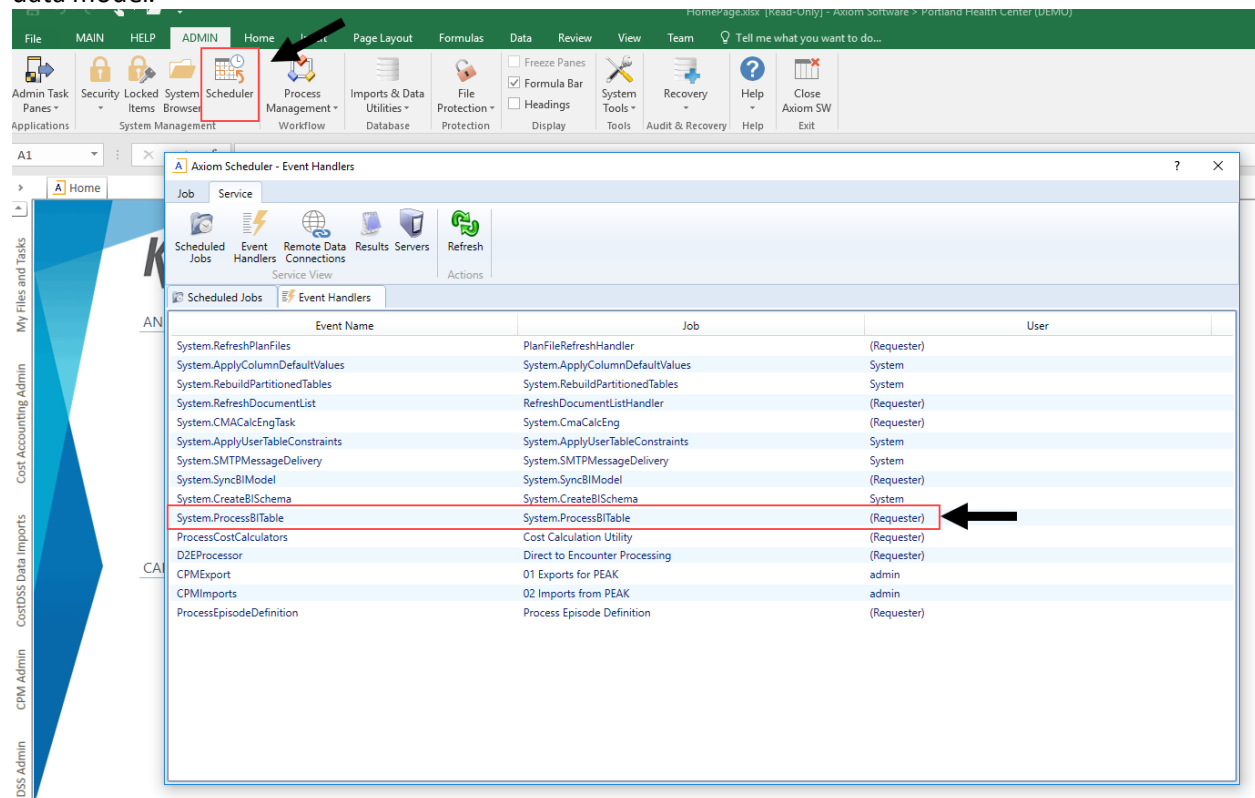 data model.
HomePage.xlsx [Read-Only] - Axiom Software > Portland Health Center (DEMO)
File MAIN HELP ADMIN Home Page Layout Formulas Data Review View Team Tell me what you want to do...
Freeze Panes
Formula Bar
Headings
Admin Task Panes
Security
Locked Items
System Browser
Scheduler
Process Management
Imports & Data Utilities
File Protection
System Tools
Recovery
Help
Close Axiom SW
Applications System Management Workflow Database Protection Display Tools Audit & Recovery Help Exit
A1
A Home
A Axiom Scheduler - Event Handlers ? X
Job Service
Scheduled Jobs
Event Handlers
Remote Data Connections
Results
Servers
Refresh
Service View Actions
Scheduled Jobs Event Handlers
Event Name Job User
System.RefreshPlanFiles PlanFileRefreshHandler (Requester)
System.ApplyColumnDefaultValues System.ApplyColumnDefaultValues System
System.RebuildPartitionedTables System.RebuildPartitionedTables System
System.RefreshDocumentList RefreshDocumentListHandler (Requester)
System.CMACalcEngTask System.CmaCalcEng (Requester)
System.ApplyUserTableConstraints System.ApplyUserTableConstraints System
System.SMTPMessageDelivery System.SMTPMessageDelivery System
System.SyncBIModel System.SyncBIModel (Requester)
System.CreateBISchema System.CreateBISchema System
System.ProcessBITable System.ProcessBITable (Requester)
ProcessCostCalculators Cost Calculation Utility (Requester)
D2EProcessor Direct to Encounter Processing (Requester)
CPMExport 01 Exports for PEAK admin
CPMImports 02 Imports from PEAK admin
ProcessEpisodeDefinition Process Episode Definition (Requester)
My Files and Tasks
Cost Accounting Admin
CostDSS Data Imports
CPM Admin
DSS Admin
K
AN
CA